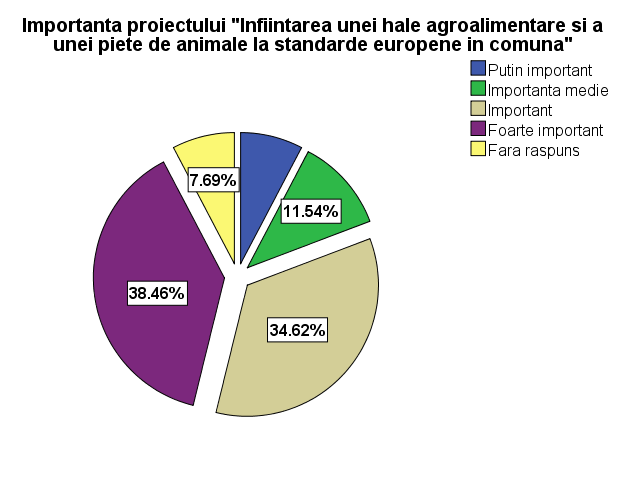 Importanta proiectului "Infiintarea unei hale agroalimentare si a
unei piete de animale la standarde europene in comuna"
Putin important
Importanta medie
Important
Foarte important
Fara raspuns
7.69%
11.54%
38.46%
34.62%